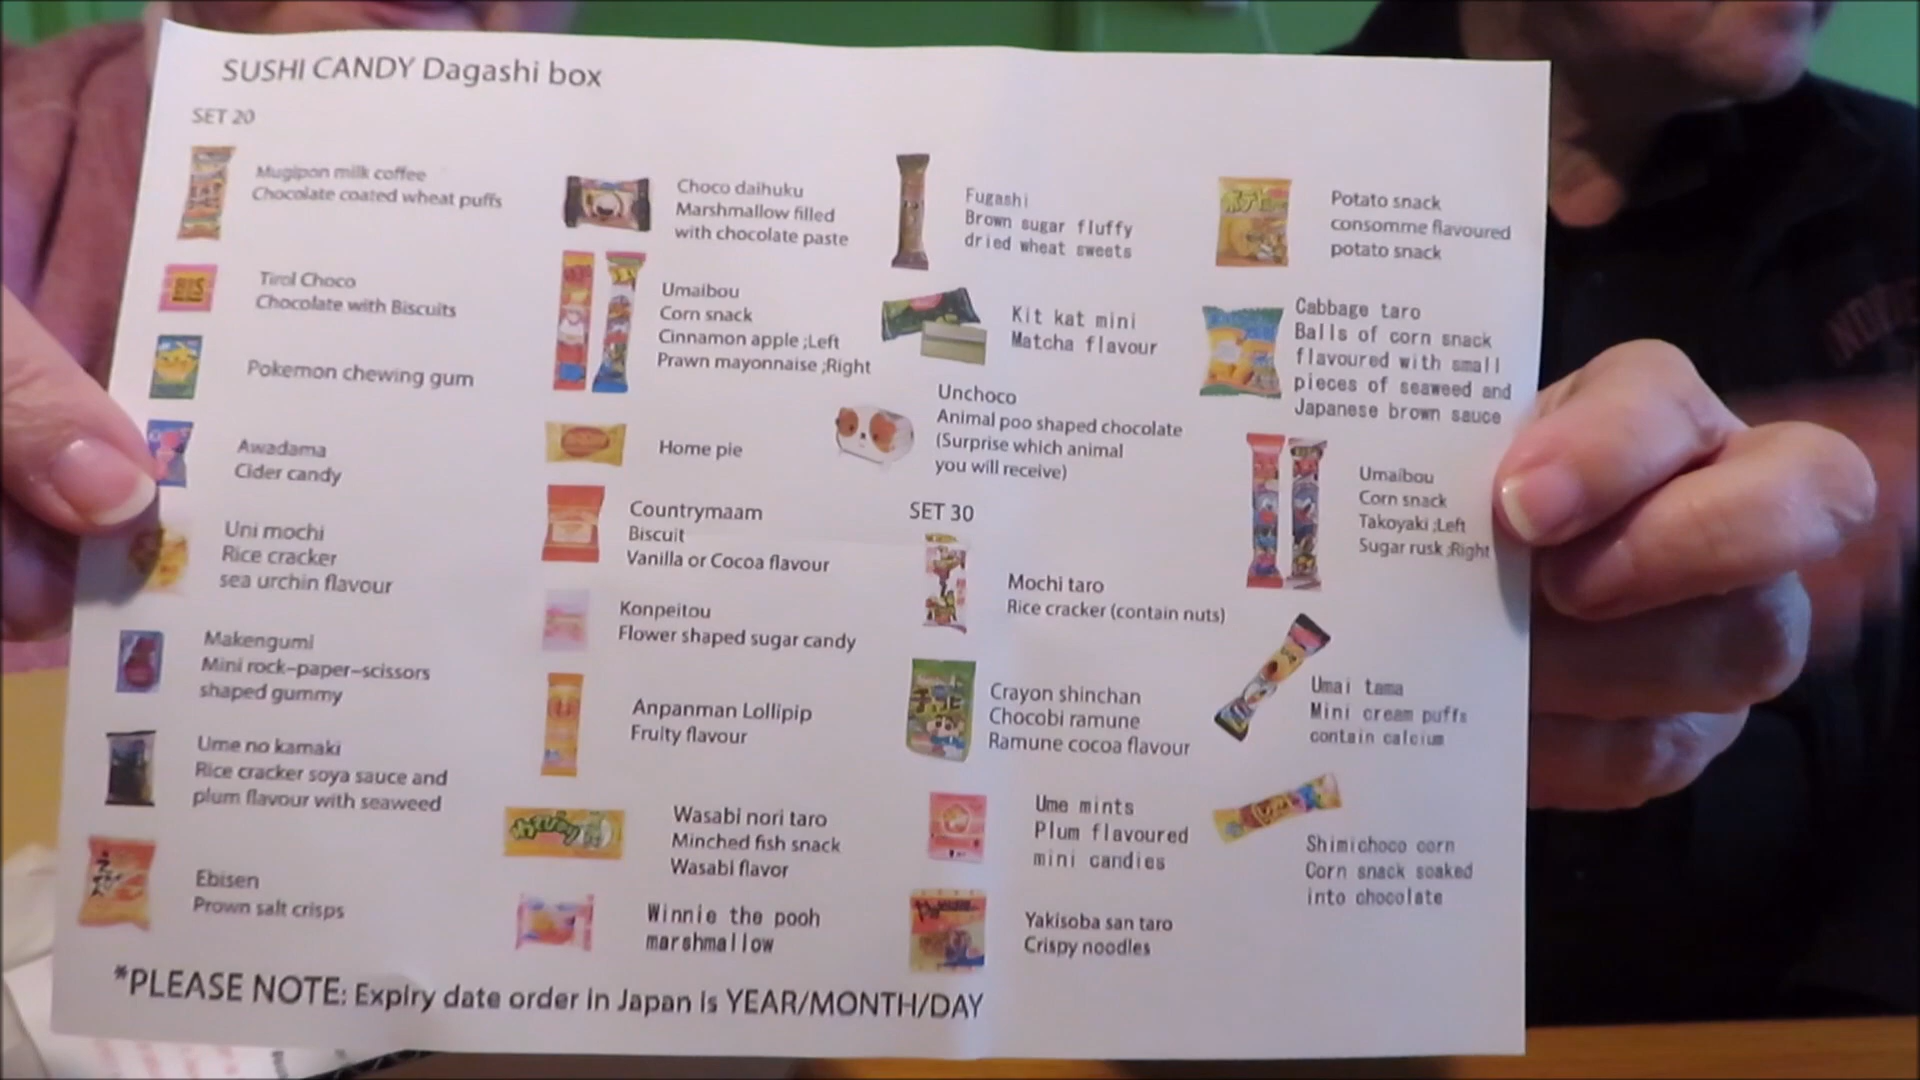 SUSHI CANDY Dagashi box
SET 20
Mugipon milk coffee
Chocolate coated wheat puffs
Tirol Choco
Chocolate with Biscuits
Pokemon chewing gum
Awadama
Cider candy
Uni mochi
Rice cracker
sea urchin flavour
Makengumi
Mini rock-paper-scissors
shaped gummy
Ume no kamaki
Rice cracker soya sauce and
plum flavour with seaweed
Ebisen
Prown salt crisps
Choco daihuku
Marshmallow filled
with chocolate paste
Umaibou
Corn snack
Cinnamon apple ;Left
Prawn mayonnaise ;Right
Home pie
Countrymaam
Biscuit
Vanilla or Cocoa flavour
Konpeitou
Flower shaped sugar candy
Anpanman Lollipip
Fruity flavour
Wasabi nori taro
Minched fish snack
Wasabi flavor
Winnie the pooh
marshmallow
Fugashi
Brown sugar fluffy
dried wheat sweets
Kit kat mini
Matcha flavour
Unchoco
Animal poo shaped chocolate
(Surprise which animal
you will receive)
SET 30
Mochi taro
Rice cracker (contain nuts)
Crayon shinchan
Chocobi ramune
Ramune cocoa flavour
Ume mints
Plum flavoured
mini candies
Yakisoba san taro
Crispy noodles
Potato snack
consomme flavoured
potato snack
Cabbage taro
Balls of corn snack
flavoured with small
pieces of seaweed and
Japanese brown sauce
Umaibou
Corn snack
Takoyaki ;Left
Sugar rusk ;Right
Umai tama
Mini cream puffs
contain calcium
Shimichoco corn
Corn snack soaked
into chocolate
*PLEASE NOTE: Expiry date order in Japan is YEAR/MONTH/DAY
BIS